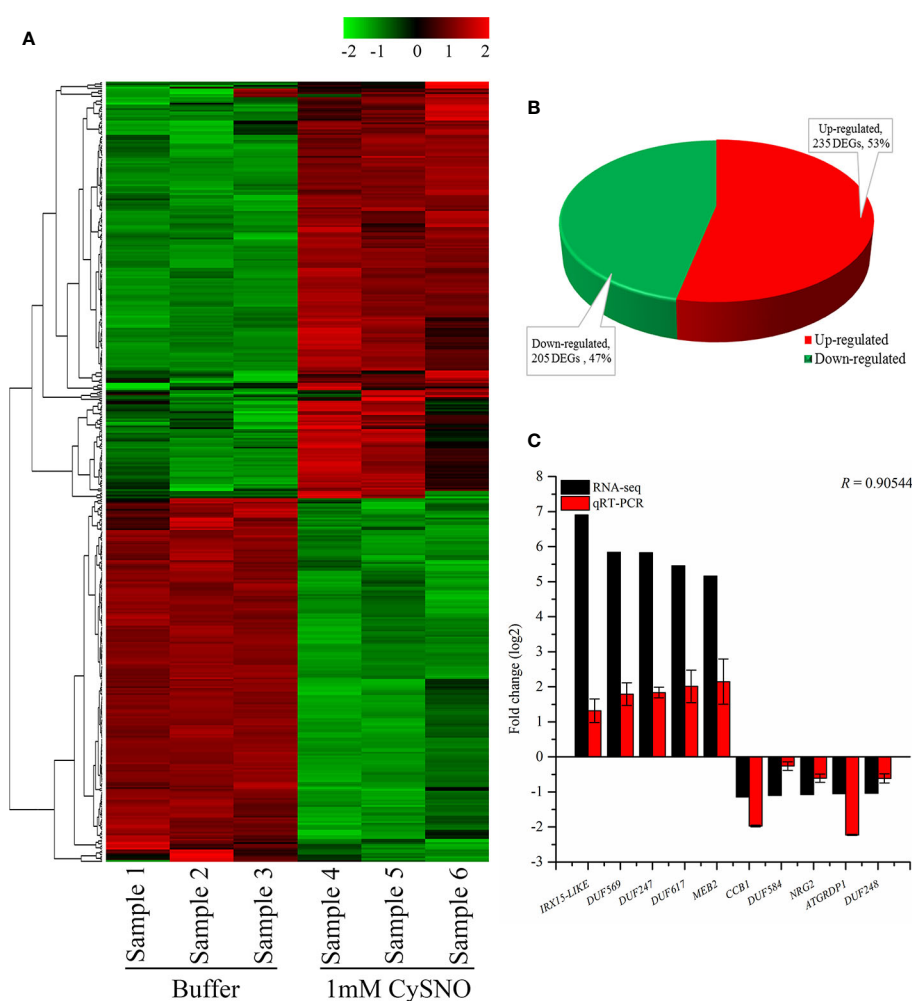 A
-2 -1 0 1 2
Sample 1
Sample 2
Sample 3
Sample 4
Sample 5
Sample 6
Buffer
1mM CySNO
B
Up-regulated,
235 DEGs, 53%
Down-regulated,
205 DEGs , 47%
Up-regulated
Down-regulated
C
RNA-seq
qRT-PCR
R = 0.90544
Fold change (log2)
8
7
6
5
4
3
2
1
0
-1
-2
-3
IRX15-LIKE
DUF569
DUF247
DUF617
MEB2
CCB1
DUF584
NRG2
ATGRDP1
DUF248